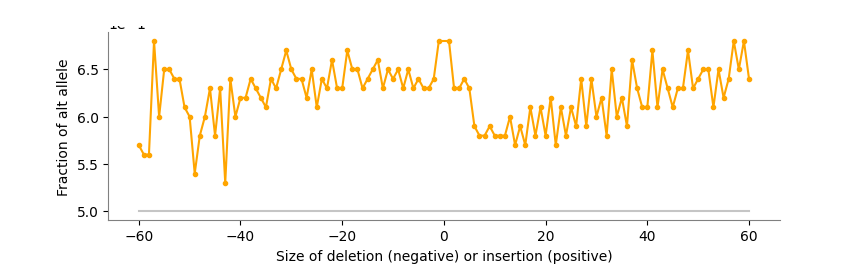 6.5
6.0
5.5
5.0
Fraction of alt allele
−60 −40 −20 0 20 40 60
Size of deletion (negative) or insertion (positive)